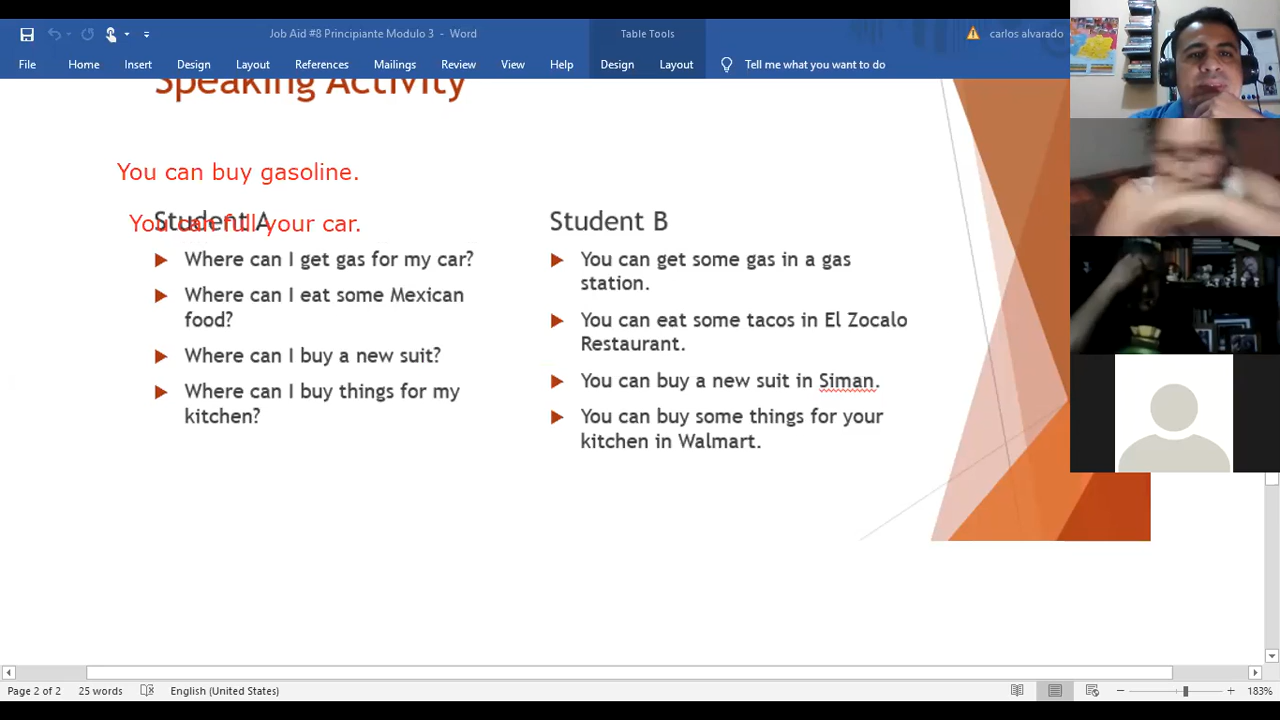 Job Aid #8 Principiante Modulo 3 - Word
Table Tools
carlos alvarado
File Home Insert Design Layout References Mailings Review View Help Design Layout Tell me what you want to do
Speaking Activity
You can buy gasoline.
You can full your car.
Student A
Where can I get gas for my car?
Where can I eat some Mexican
food?
Where can I buy a new suit?
Where can I buy things for my
kitchen?
Student B
You can get some gas in a gas
station.
You can eat some tacos in El Zocalo
Restaurant.
You can buy a new suit in Siman.
You can buy some things for your
kitchen in Walmart.
Page 2 of 2 25 words English (United States) 183%